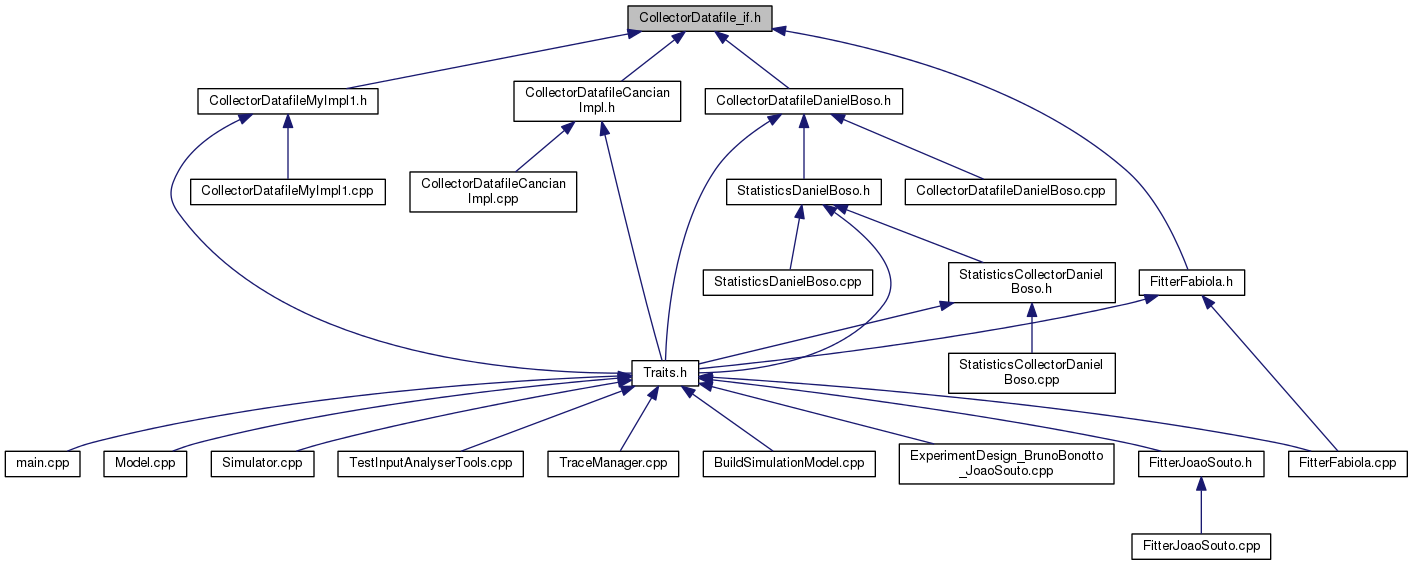 CollectorDatafile_if.h
CollectorDatafileMyImpl1.h
CollectorDatafileCancian
Impl.h
CollectorDatafileDanielBoso.h
CollectorDatafileMyImpl1.cpp
CollectorDatafileCancian
Impl.cpp
StatisticsDanielBoso.h
CollectorDatafileDanielBoso.cpp
StatisticsDanielBoso.cpp
StatisticsCollectorDaniel
Boso.h
FitterFabiola.h
Traits.h
StatisticsCollectorDaniel
Boso.cpp
main.cpp
Model.cpp
Simulator.cpp
TestInputAnalyserTools.cpp
TraceManager.cpp
BuildSimulationModel.cpp
ExperimentDesign_BrunoBonotto
_JoaoSouto.cpp
FitterJoaoSouto.h
FitterFabiola.cpp
FitterJoaoSouto.cpp